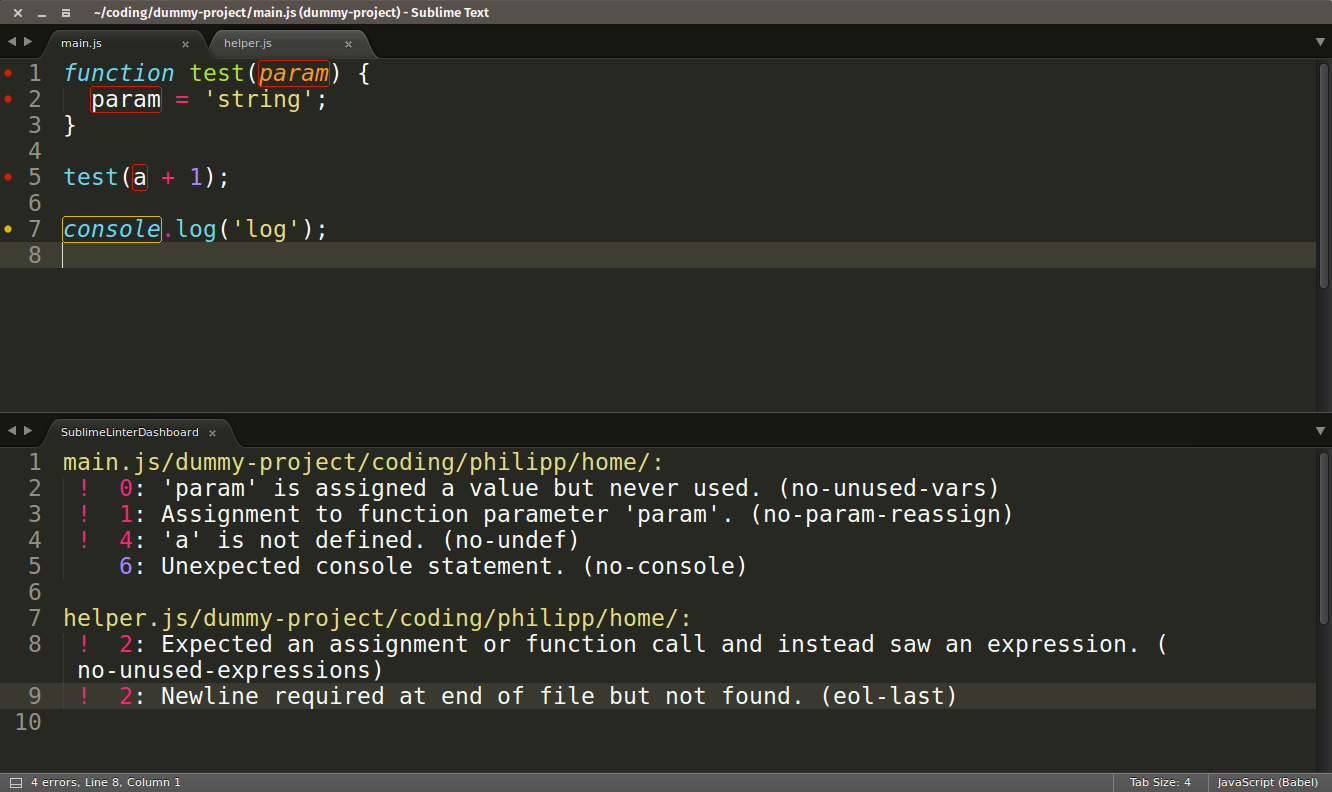 ~/coding/dummy-project/main.js (dummy-project) - Sublime Text
main.js
helper.js
1 function test(param) {
2   param = 'string';
3 }
4
5 test(a + 1);
6
7 console.log('log');
8
SublimeLinterDashboard
1 main.js/dummy-project/coding/philipp/home/:
2  !  0: 'param' is assigned a value but never used. (no-unused-vars)
3  !  1: Assignment to function parameter 'param'. (no-param-reassign)
4  !  4: 'a' is not defined. (no-undef)
5     6: Unexpected console statement. (no-console)
6
7 helper.js/dummy-project/coding/philipp/home/:
8  !  2: Expected an assignment or function call and instead saw an expression. (
no-unused-expressions)
9  !  2: Newline required at end of file but not found. (eol-last)
10
4 errors, Line 8, Column 1
Tab Size: 4
JavaScript (Babel)